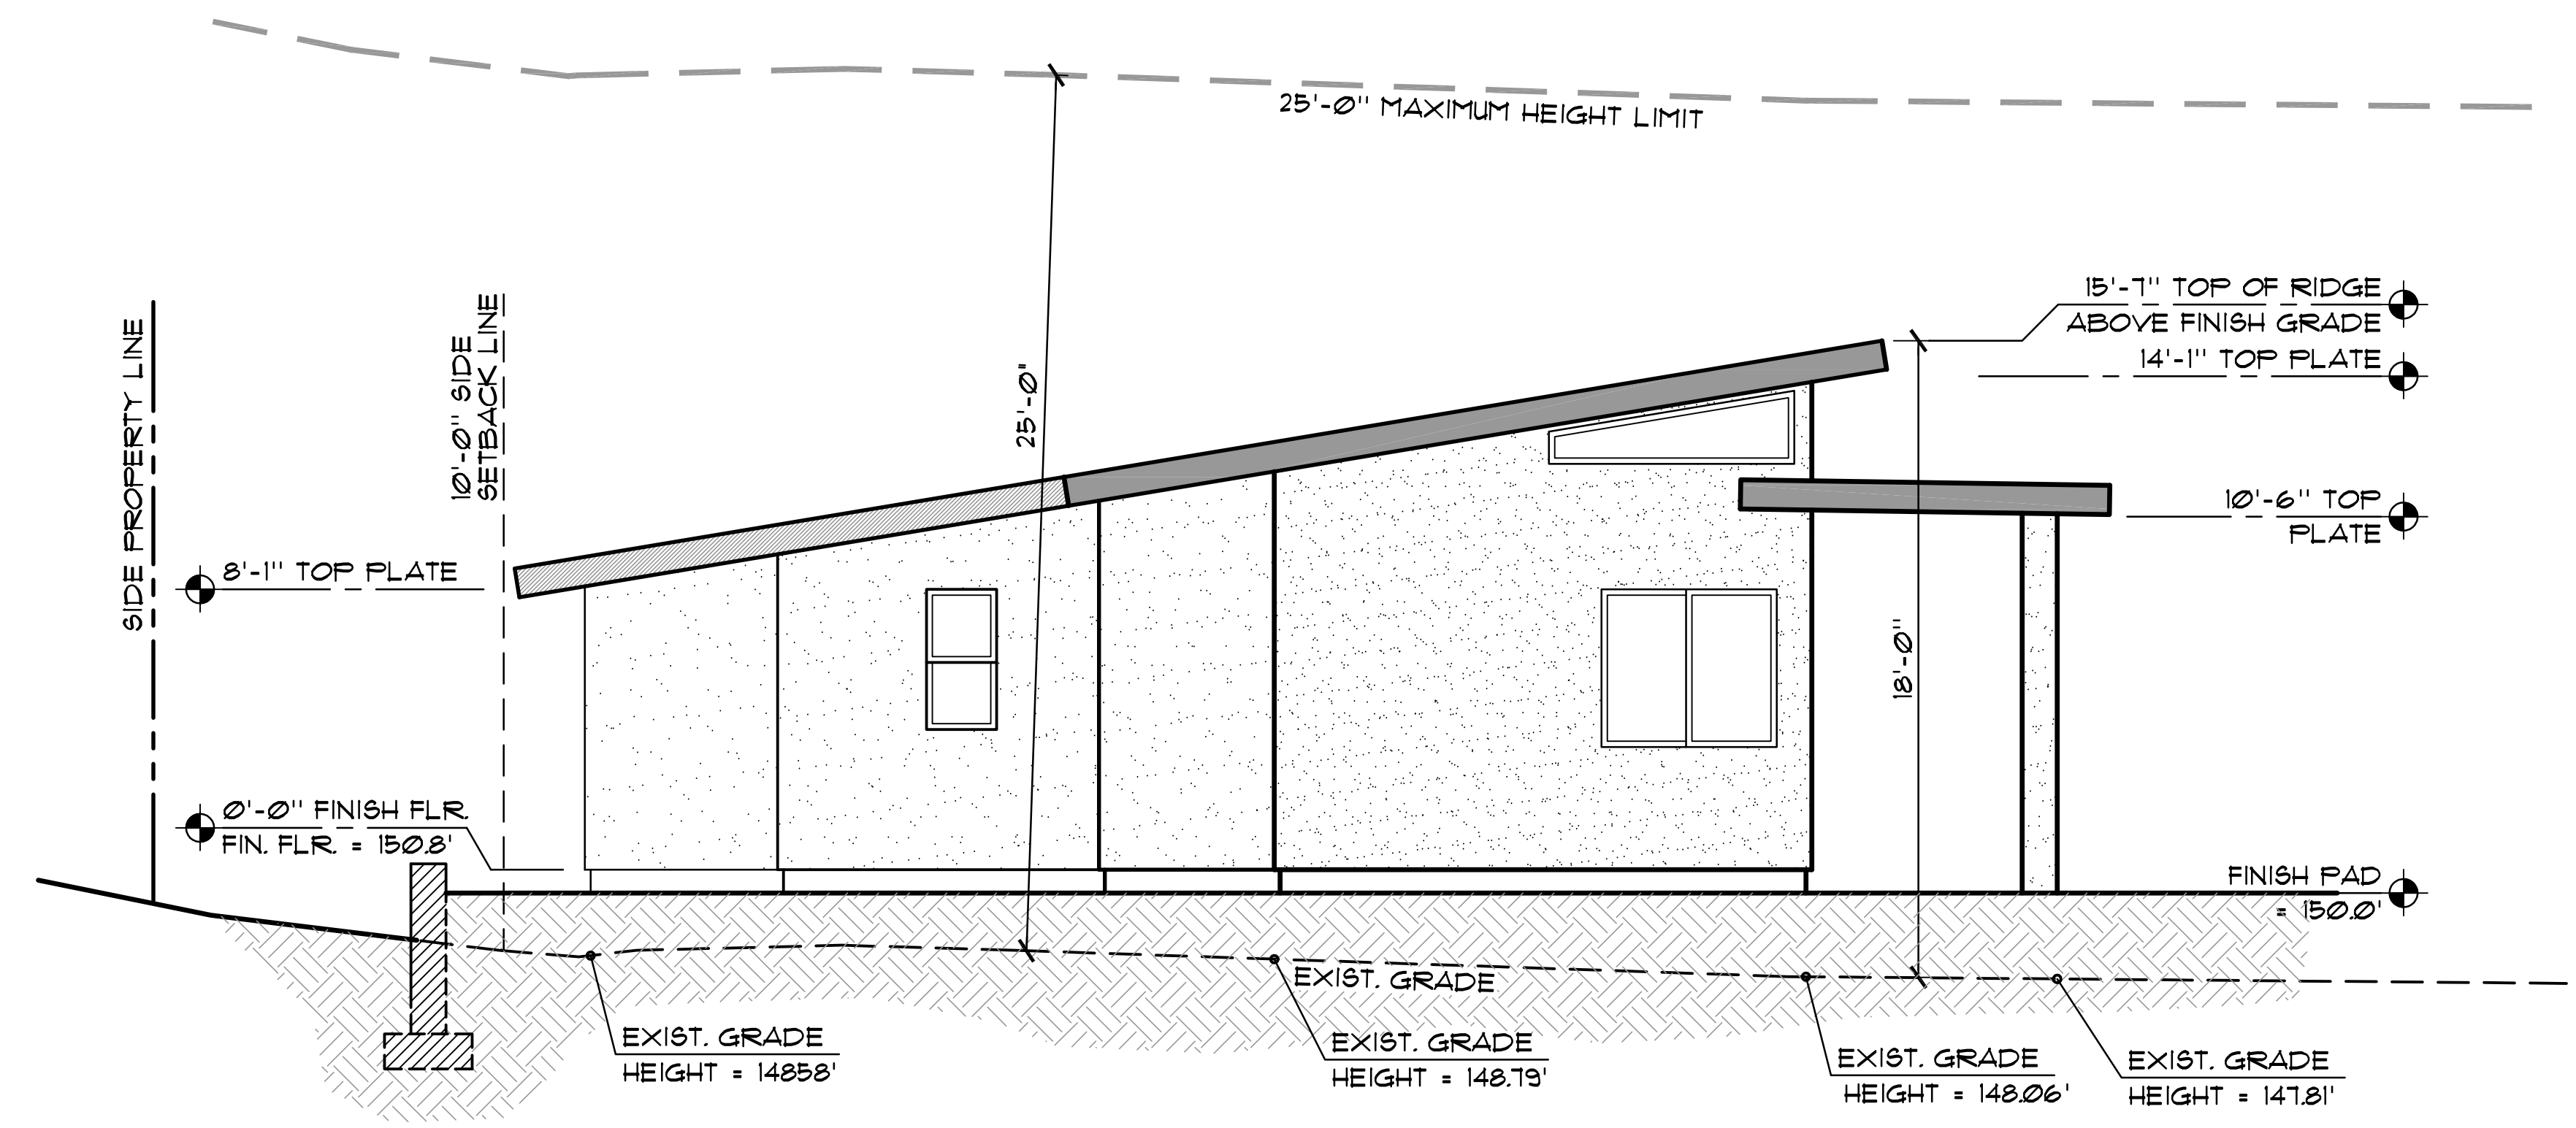 25'-0" MAXIMUM HEIGHT LIMIT
SIDE PROPERTY LINE
10'-0" SIDE
SETBACK LINE
25'-0"
15'-7" TOP OF RIDGE
ABOVE FINISH GRADE
14'-1" TOP PLATE
10'-6" TOP
PLATE
8'-1" TOP PLATE
18'-0"
0'-0" FINISH FLR.
FIN. FLR. = 150.8'
FINISH PAD
= 150.0'
EXIST. GRADE
EXIST. GRADE
HEIGHT = 14858'
EXIST. GRADE
HEIGHT = 148.79'
EXIST. GRADE
HEIGHT = 148.06'
EXIST. GRADE
HEIGHT = 147.81'